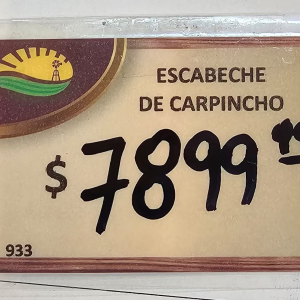 ESCABECHE
DE CARPINCHO
$ 7899
933